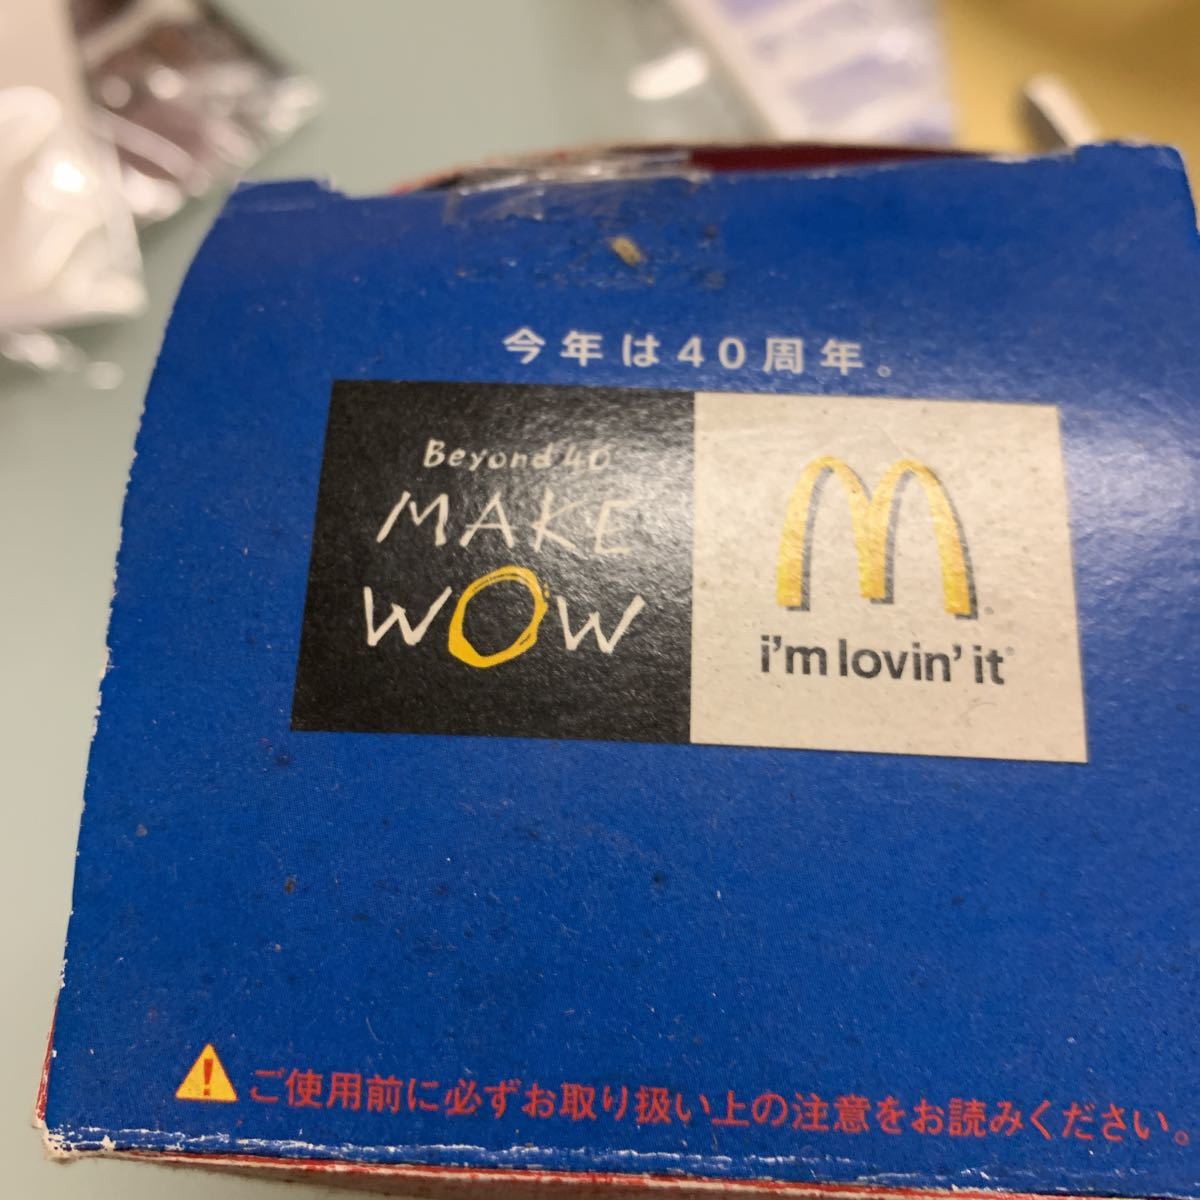 今年は40周年。
Beyond 40
MAKE
WOW
i'm lovin' it®
ご使用前に必ずお取り扱い上の注意をお読みください。